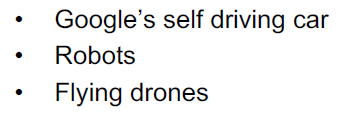 • Google’s self driving car
• Robots
• Flying drones